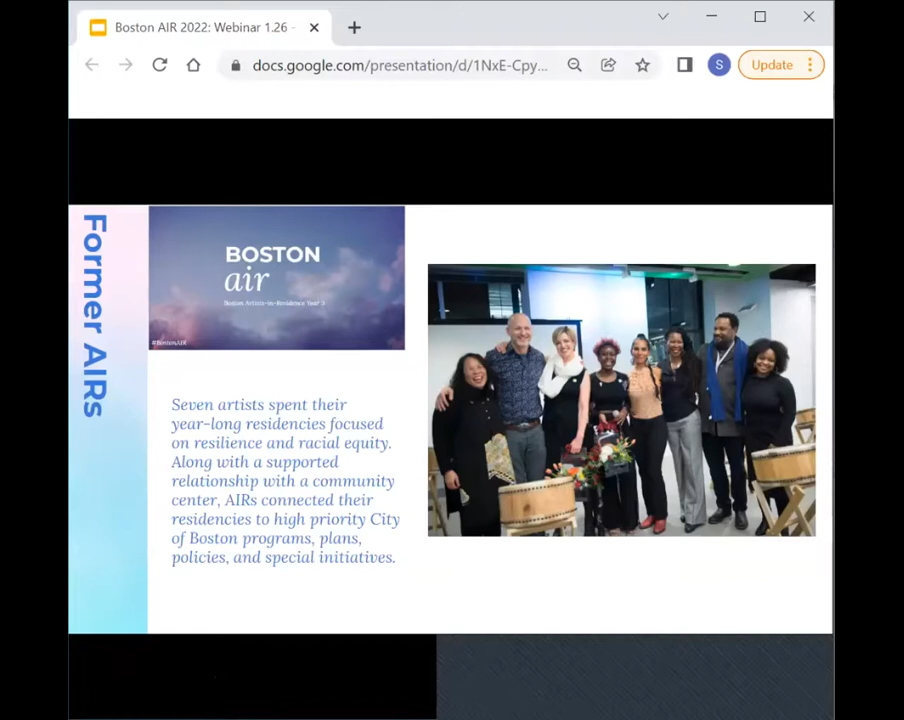 Boston AIR 2022: Webinar 1.26 -
docs.google.com/presentation/d/1NxE-Cpy...
S
Update
Former AIRs
BOSTON
air
Boston Artists-in-Residence Year 3
#BostonAIR
Seven artists spent their
year-long residencies focused
on resilience and racial equity.
Along with a supported
relationship with a community
center, AIRs connected their
residencies to high priority City
of Boston programs, plans,
policies, and special initiatives.